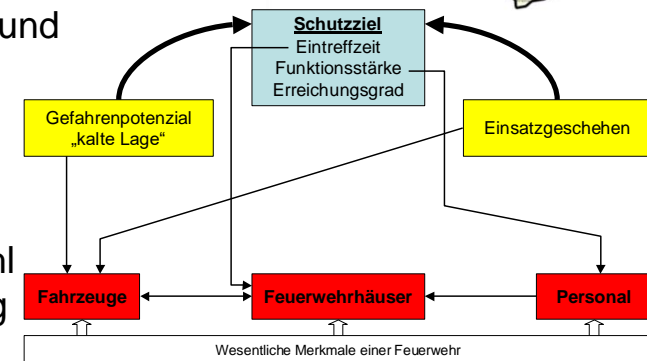 und
Schutzziel
Eintreffzeit
Funktionsstärke
Erreichungsgrad
Gefahrenpotenzial
„kalte Lage“
Einsatzgeschehen
Fahrzeuge
Feuerwehrhäuser
Personal
Wesentliche Merkmale einer Feuerwehr